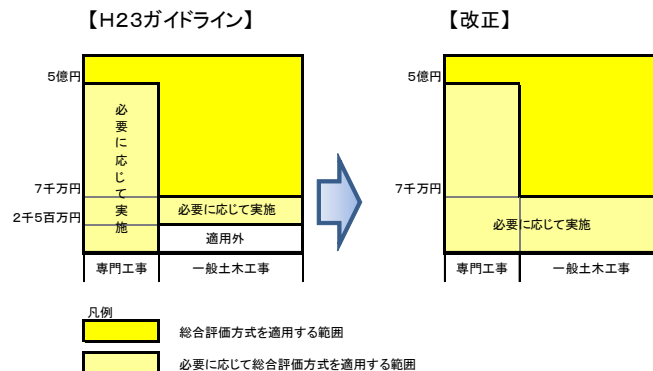 【H23ガイドライン】
【改正】
5億円
7千万円
2千5百万円
必要に応じて実施
必要に応じて実施
適用外
専門工事
一般土木工事
5億円
7千万円
必要に応じて実施
専門工事
一般土木工事
凡例
総合評価方式を適用する範囲
必要に応じて総合評価方式を適用する範囲